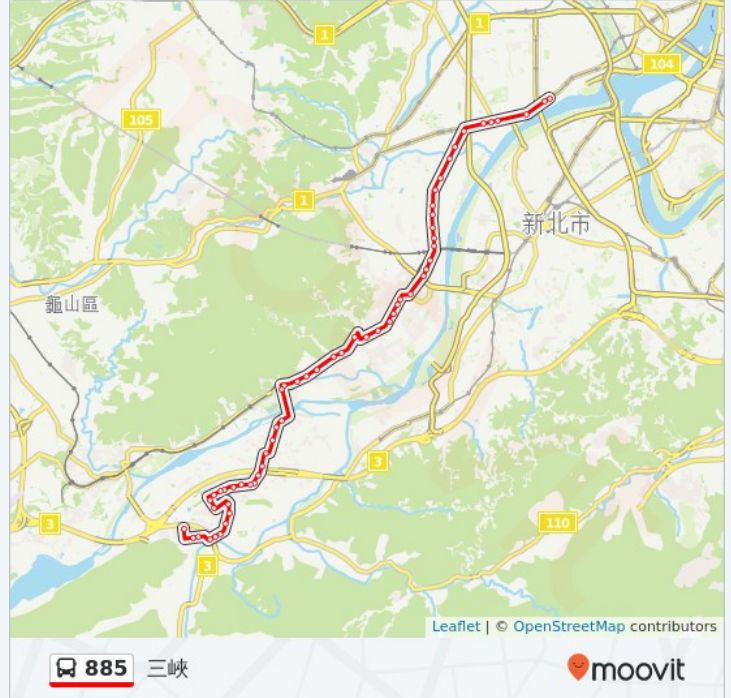 1
1
104
105
1
新北市
龜山區
3
3
110
3
Leaflet | © OpenStreetMap contributors
885 三峽
moovit